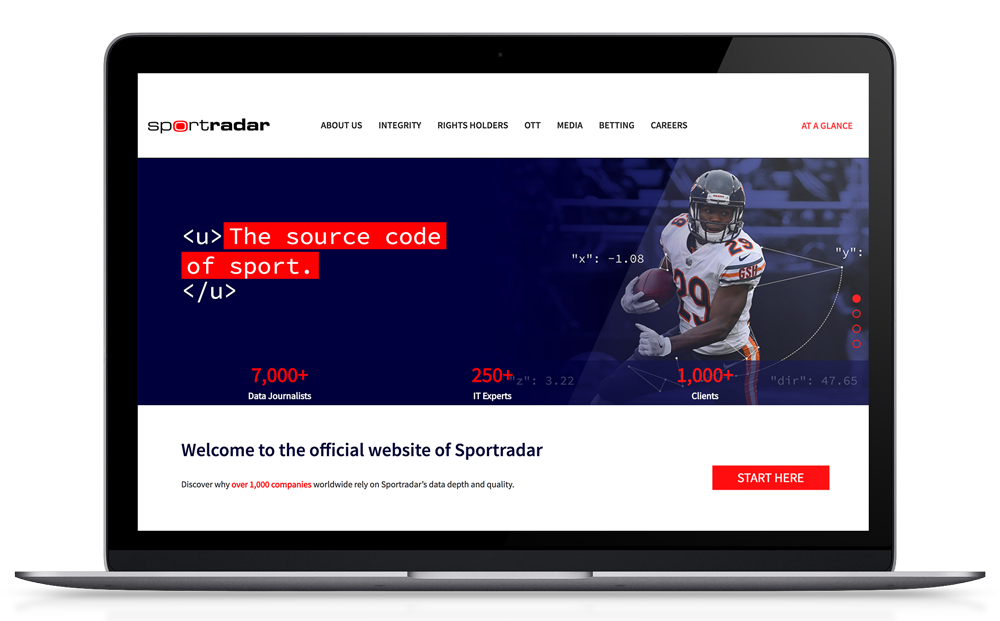 sportradar
ABOUT US INTEGRITY RIGHTS HOLDERS OTT MEDIA BETTING CAREERS AT A GLANCE
<u> The source code
of sport.
</u>
"x": -1.08
"y":
29
29
29
GSH
7,000+ 250+ "z": 3.22 1,000+ "dir": 47.65
Data Journalists IT Experts Clients
Welcome to the official website of Sportradar
Discover why over 1,000 companies worldwide rely on Sportradar's data depth and quality.
START HERE